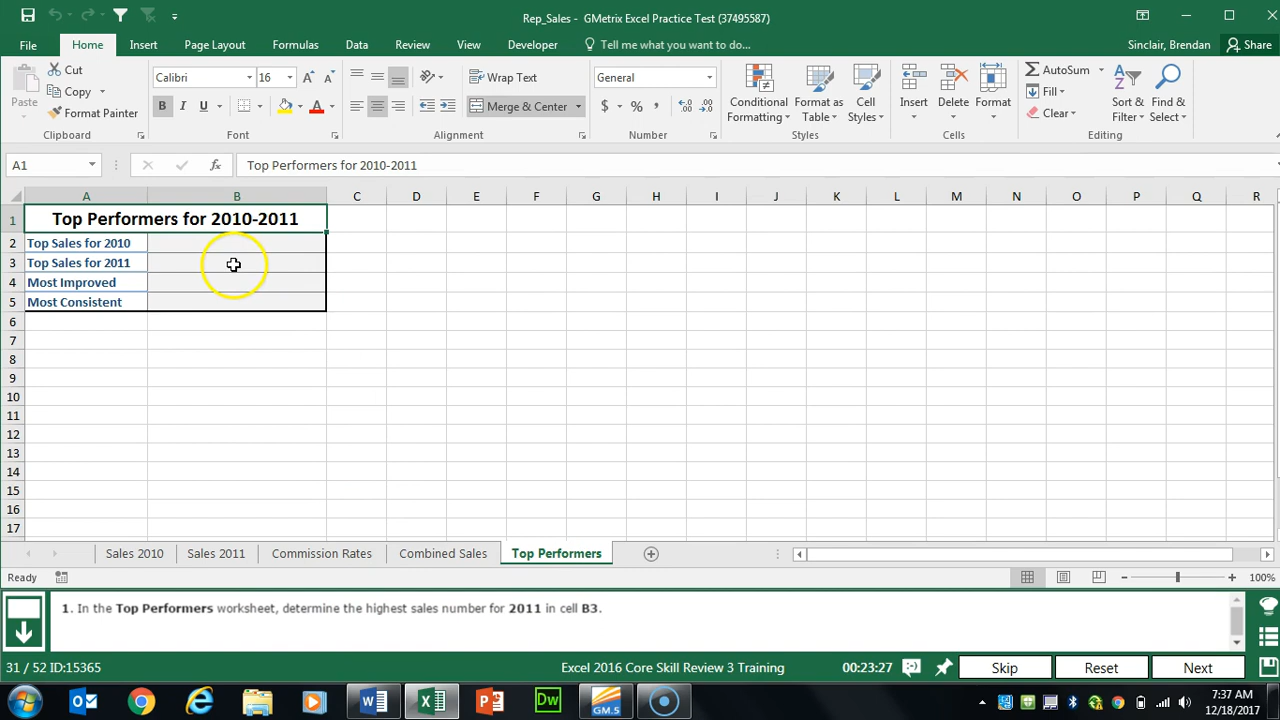 Rep_Sales - GMetrix Excel Practice Test (37495587)
File Home Insert Page Layout Formulas Data Review View Developer Tell me what you want to do... Sinclair, Brendan Share
Paste Cut Copy Format Painter Clipboard
Calibri 16 A A B I U A Font
Wrap Text Merge & Center Alignment
General $ % , Number
Conditional Formatting Format as Table Cell Styles Styles
Insert Delete Format Cells
AutoSum Fill Clear Sort & Filter Find & Select Editing
A1 fx Top Performers for 2010-2011
A B C D E F G H I J K L M N O P Q R
1 Top Performers for 2010-2011
2 Top Sales for 2010
3 Top Sales for 2011
4 Most Improved
5 Most Consistent
6
7
8
9
10
11
12
13
14
15
16
17
Sales 2010 Sales 2011 Commission Rates Combined Sales Top Performers
Ready 100%
1. In the Top Performers worksheet, determine the highest sales number for 2011 in cell B3.
31 / 52 ID:15365 Excel 2016 Core Skill Review 3 Training 00:23:27 Skip Reset Next
Dw GM.5 7:37 AM
12/18/2017